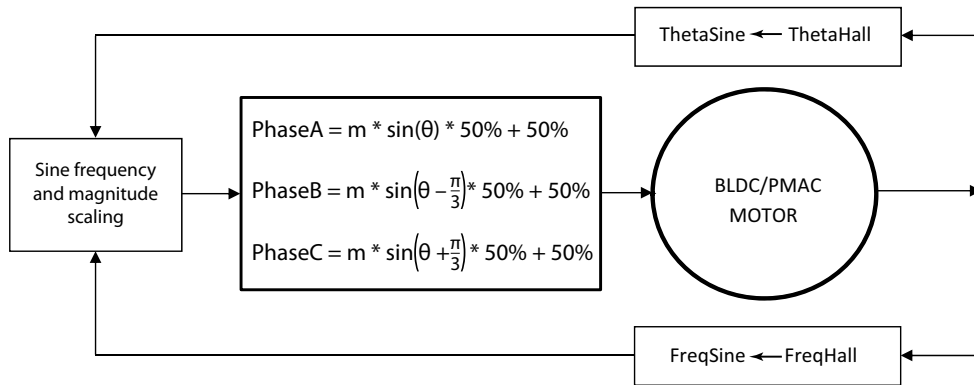 ThetaSine ← ThetaHall
Sine frequency
and magnitude
scaling
PhaseA = m * sin(θ) * 50% + 50%
PhaseB = m * sin(θ − π/3) * 50% + 50%
PhaseC = m * sin(θ + π/3) * 50% + 50%
BLDC/PMAC
MOTOR
FreqSine ← FreqHall